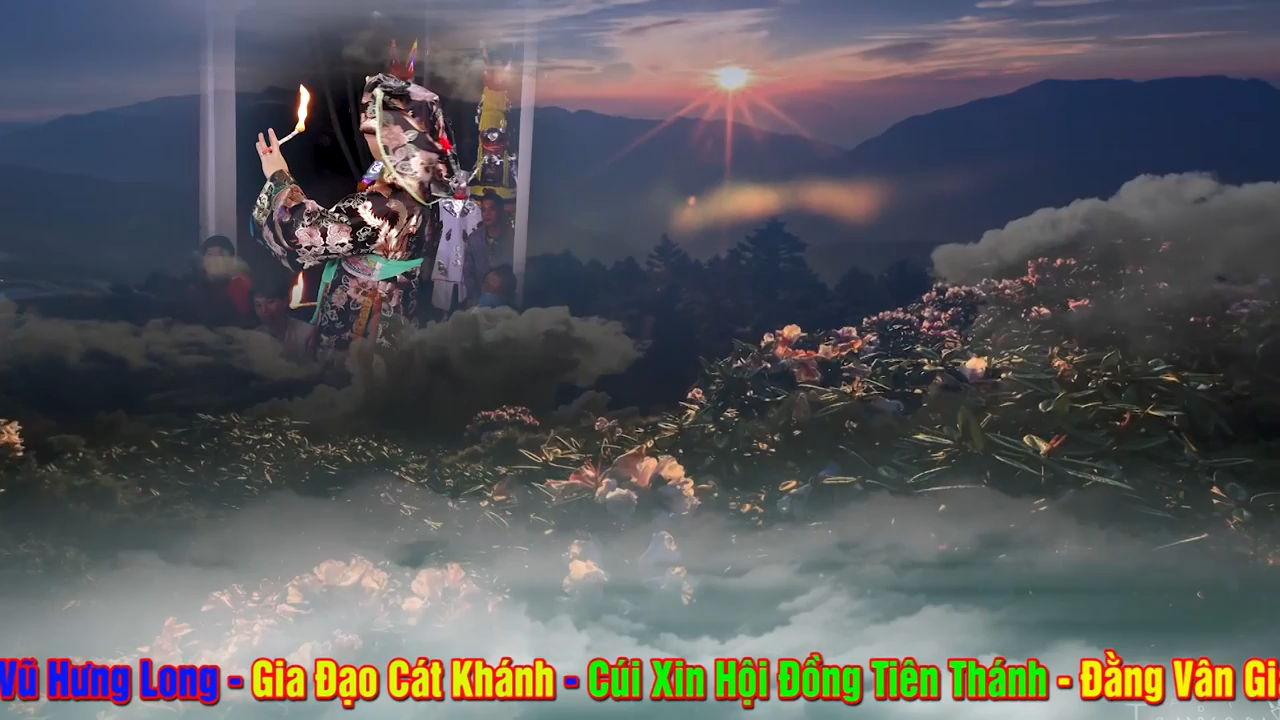 Vũ Hưng Long - Gia Đạo Cát Khánh - Cúi Xin Hội Đồng Tiên Thánh - Đằng Vân Gi